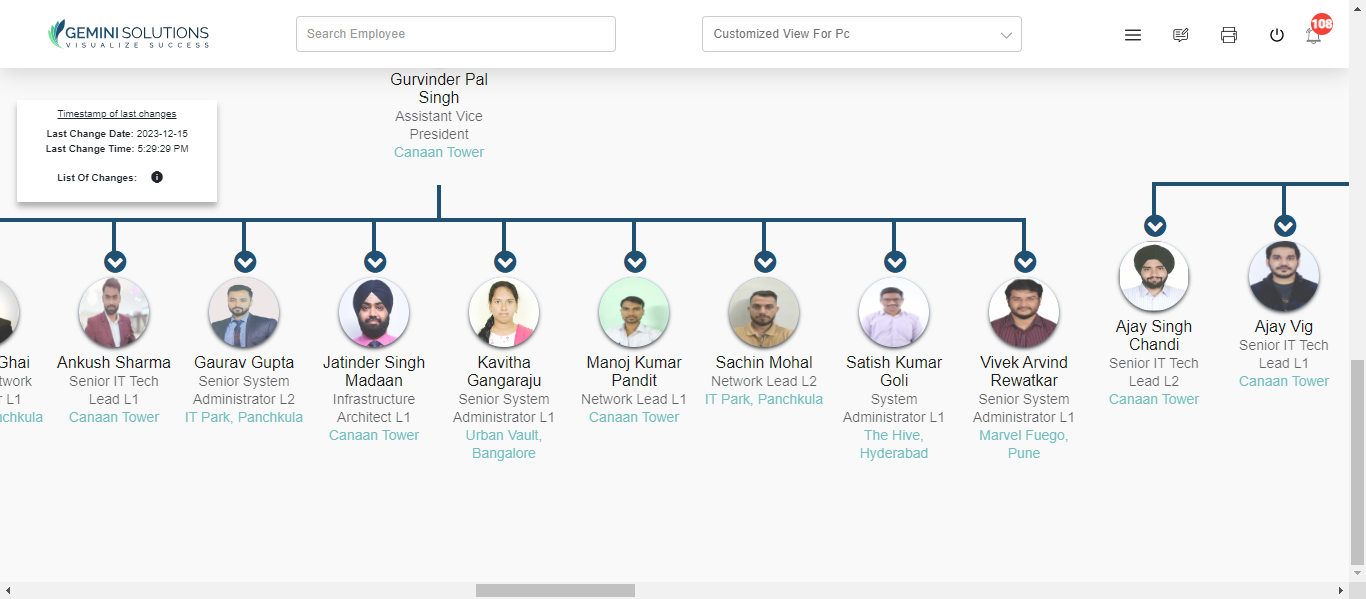 GEMINI SOLUTIONS
VISUALIZE SUCCESS
Search Employee
Customized View For Pc
108
Gurvinder Pal
Singh
Assistant Vice
President
Canaan Tower
Timestamp of last changes
Last Change Date: 2023-12-15
Last Change Time: 5:29:29 PM
List Of Changes:
Ghai
twork
r L1
nchkula
Ankush Sharma
Senior IT Tech
Lead L1
Canaan Tower
Gaurav Gupta
Senior System
Administrator L2
IT Park, Panchkula
Jatinder Singh
Madaan
Infrastructure
Architect L1
Canaan Tower
Kavitha
Gangaraju
Senior System
Administrator L1
Urban Vault,
Bangalore
Manoj Kumar
Pandit
Network Lead L1
Canaan Tower
Sachin Mohal
Network Lead L2
IT Park, Panchkula
Satish Kumar
Goli
System
Administrator L1
The Hive,
Hyderabad
Vivek Arvind
Rewatkar
Senior System
Administrator L1
Marvel Fuego,
Pune
Ajay Singh
Chandi
Senior IT Tech
Lead L2
Canaan Tower
Ajay Vig
Senior IT Tech
Lead L1
Canaan Tower